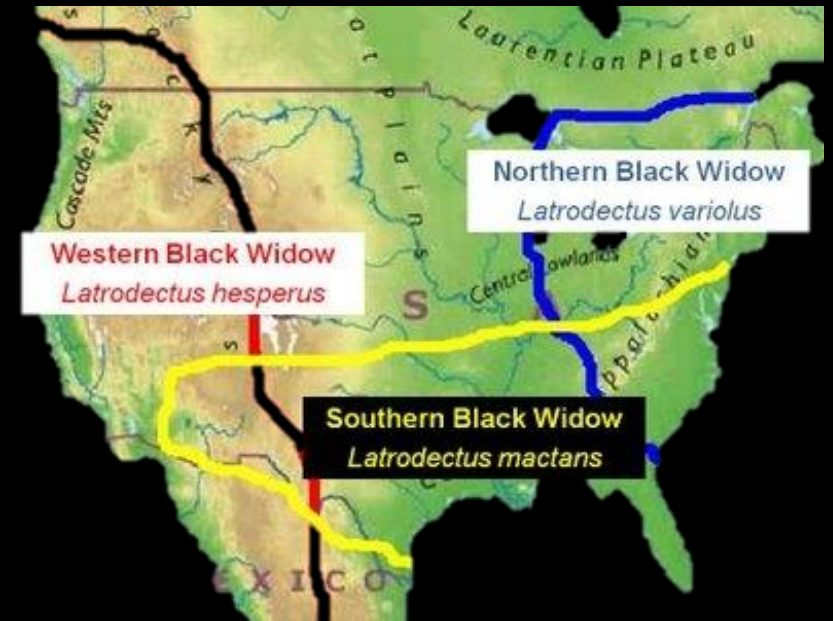 Laurentian Plateau
Cascade Mts
Northern Black Widow
Latrodectus variolus
Western Black Widow
Latrodectus hesperus
Central Lowlands
S
Southern Black Widow
Latrodectus mactans
EXICO